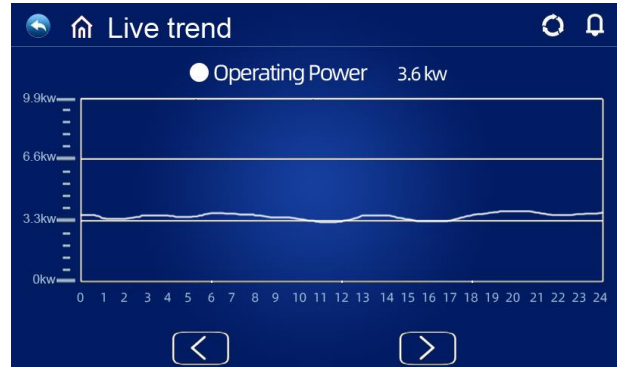 Live trend
Operating Power 3.6 kw
9.9kw
6.6kw
3.3kw
0kw
0 1 2 3 4 5 6 7 8 9 10 11 12 13 14 15 16 17 18 19 20 21 22 23 24